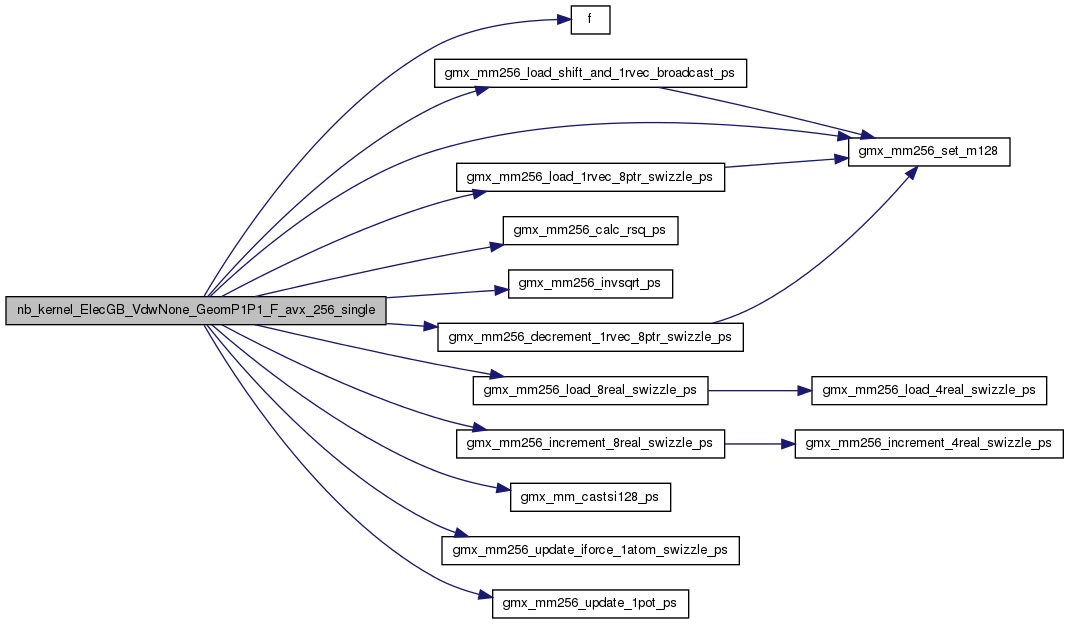 f
gmx_mm256_load_shift_and_1rvec_broadcast_ps
gmx_mm256_set_m128
gmx_mm256_load_1rvec_8ptr_swizzle_ps
gmx_mm256_calc_rsq_ps
gmx_mm256_invsqrt_ps
nb_kernel_ElecGB_VdwNone_GeomP1P1_F_avx_256_single
gmx_mm256_decrement_1rvec_8ptr_swizzle_ps
gmx_mm256_load_8real_swizzle_ps
gmx_mm256_load_4real_swizzle_ps
gmx_mm256_increment_8real_swizzle_ps
gmx_mm256_increment_4real_swizzle_ps
gmx_mm_castsi128_ps
gmx_mm256_update_iforce_1atom_swizzle_ps
gmx_mm256_update_1pot_ps